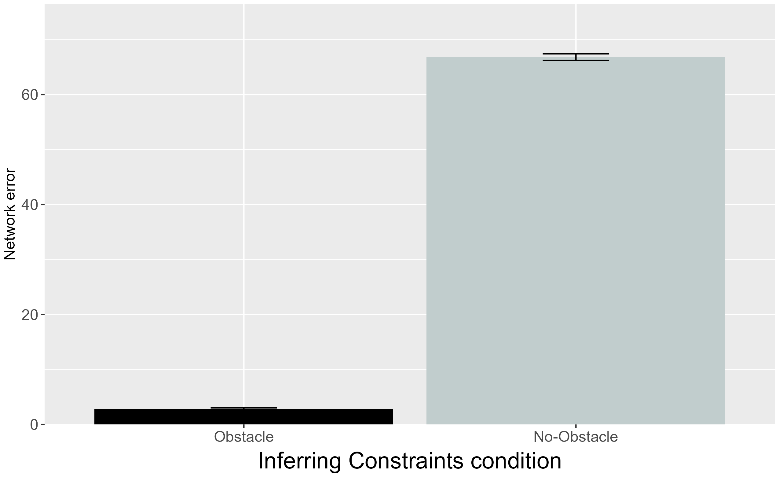 60
40
20
0
Network error
Obstacle
No-Obstacle
Inferring Constraints condition